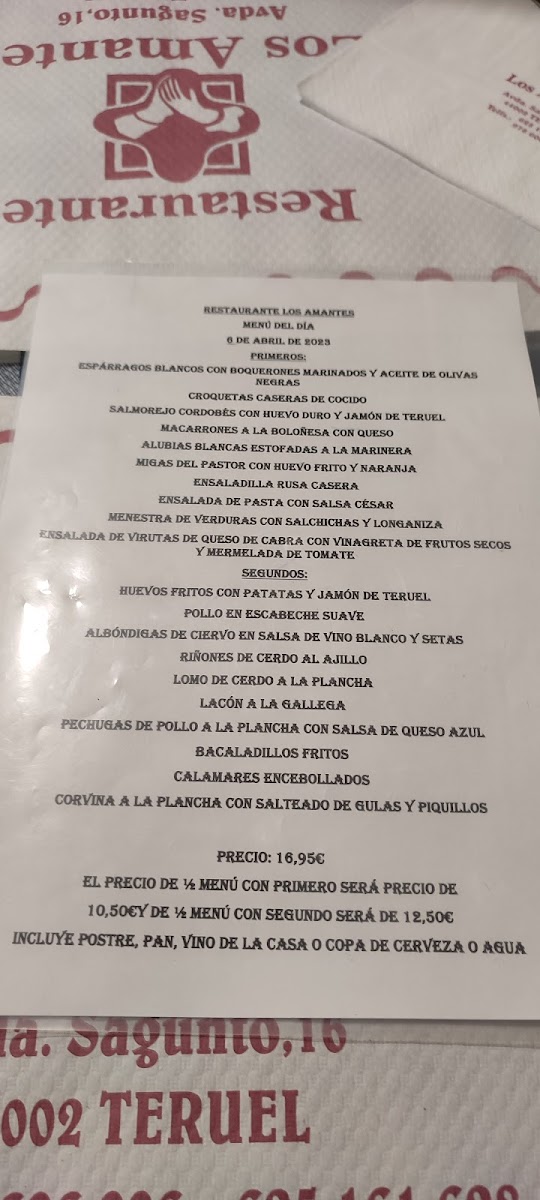 Avda. Sagunto,16
Los Amante
Restaurante
RESTAURANTE LOS AMANTES
MENÚ DEL DÍA
6 DE ABRIL DE 2023
PRIMEROS:
ESPÁRRAGOS BLANCOS CON BOQUERONES MARINADOS Y ACEITE DE OLIVAS
NEGRAS
CROQUETAS CASERAS DE COCIDO
SALMOREJO CORDOBÉS CON HUEVO DURO Y JAMÓN DE TERUEL
MACARRONES A LA BOLOÑESA CON QUESO
ALUBIAS BLANCAS ESTOFADAS A LA MARINERA
MIGAS DEL PASTOR CON HUEVO FRITO Y NARANJA
ENSALADILLA RUSA CASERA
ENSALADA DE PASTA CON SALSA CÉSAR
MENESTRA DE VERDURAS CON SALCHICHAS Y LONGANIZA
ENSALADA DE VIRUTAS DE QUESO DE CABRA CON VINAGRETA DE FRUTOS SECOS
Y MERMELADA DE TOMATE
SEGUNDOS:
HUEVOS FRITOS CON PATATAS Y JAMÓN DE TERUEL
POLLO EN ESCABECHE SUAVE
ALBÓNDIGAS DE CIERVO EN SALSA DE VINO BLANCO Y SETAS
RIÑONES DE CERDO AL AJILLO
LOMO DE CERDO A LA PLANCHA
LACÓN A LA GALLEGA
PECHUGAS DE POLLO A LA PLANCHA CON SALSA DE QUESO AZUL
BACALADILLOS FRITOS
CALAMARES ENCEBOLLADOS
CORVINA A LA PLANCHA CON SALTEADO DE GULAS Y PIQUILLOS
PRECIO: 16,95€
EL PRECIO DE ½ MENÚ CON PRIMERO SERÁ PRECIO DE
10,50€Y DE ½ MENÚ CON SEGUNDO SERÁ DE 12,50€
INCLUYE POSTRE, PAN, VINO DE LA CASA O COPA DE CERVEZA O AGUA
da. Sagunto,16
002 TERUEL